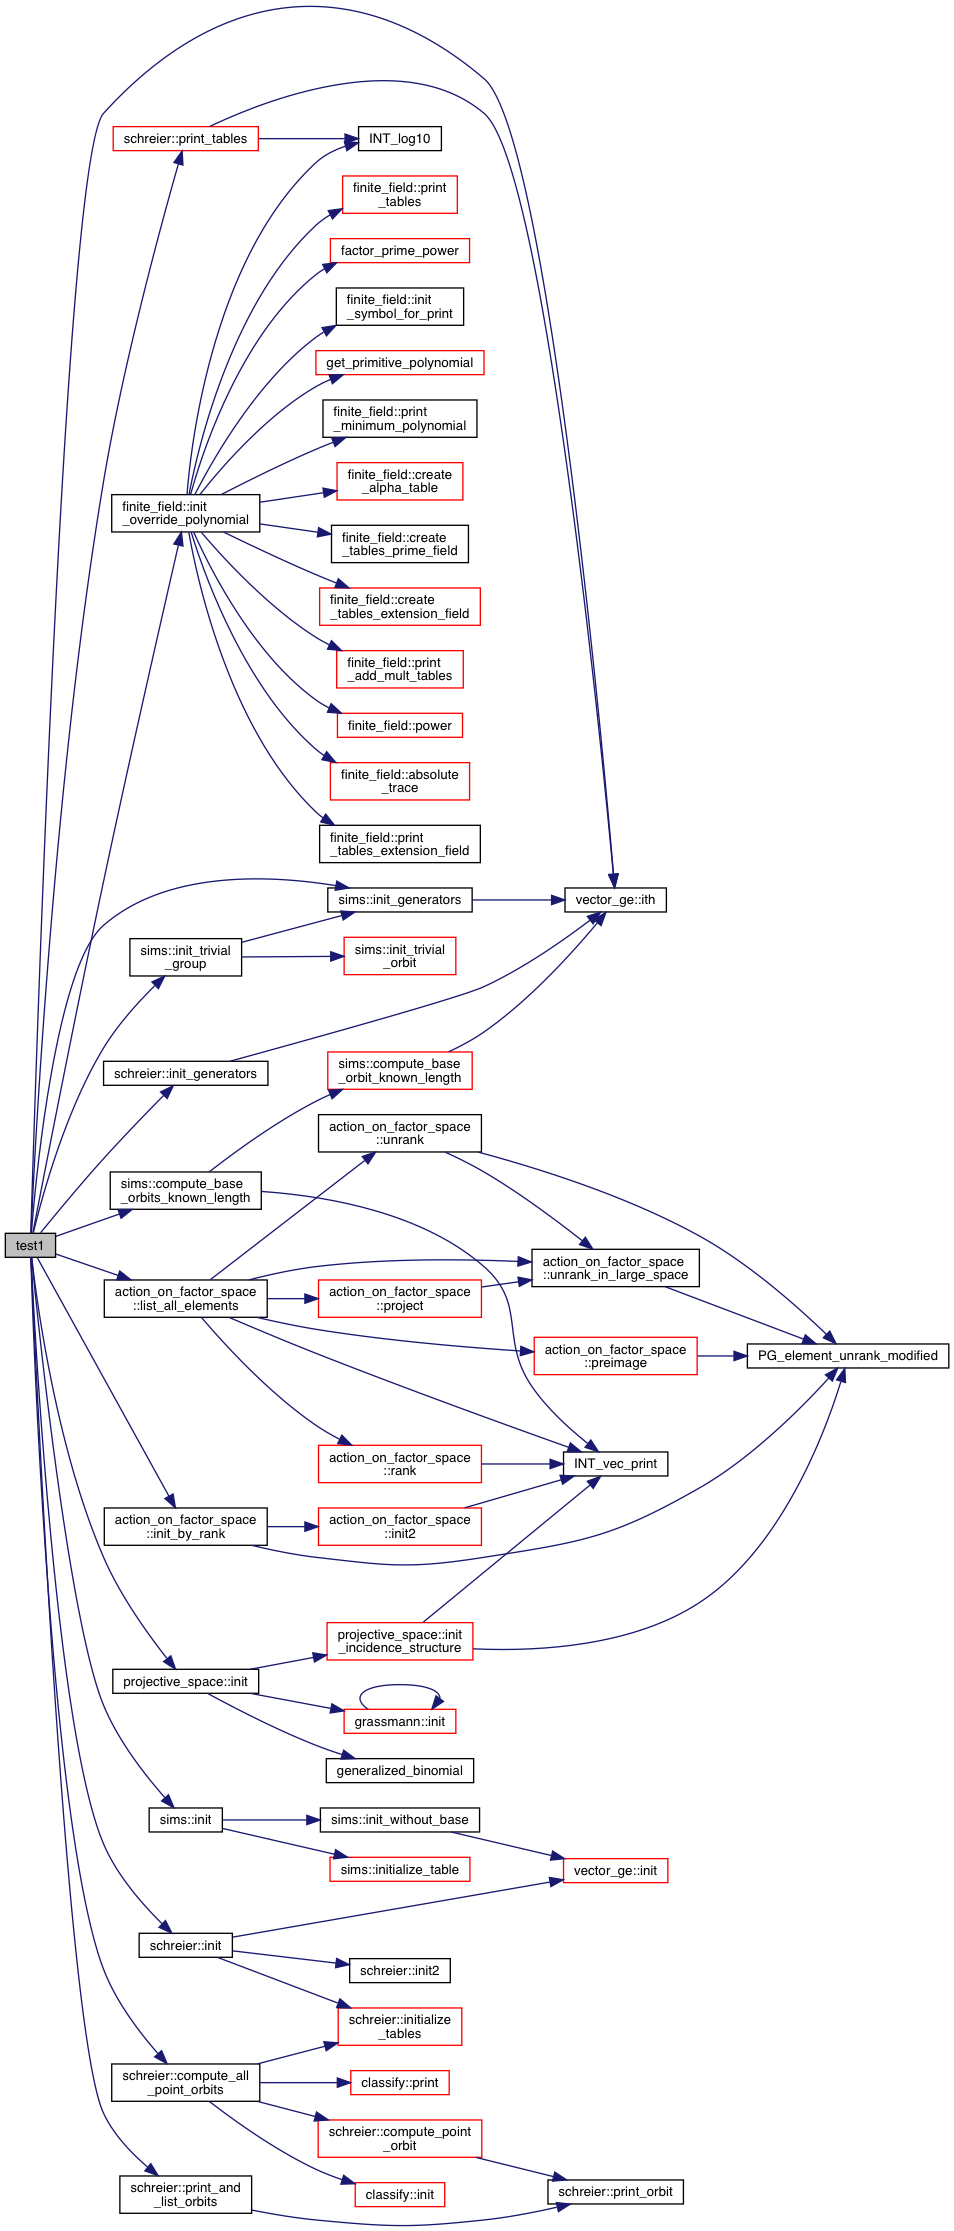 schreier::print_tables
INT_log10
finite_field::print
_tables
factor_prime_power
finite_field::init
_symbol_for_print
get_primitive_polynomial
finite_field::print
_minimum_polynomial
finite_field::create
_alpha_table
finite_field::init
_override_polynomial
finite_field::create
_tables_prime_field
finite_field::create
_tables_extension_field
finite_field::print
_add_mult_tables
finite_field::power
finite_field::absolute
_trace
finite_field::print
_tables_extension_field
sims::init_generators
vector_ge::ith
sims::init_trivial
_group
sims::init_trivial
_orbit
schreier::init_generators
sims::compute_base
_orbit_known_length
action_on_factor_space
::unrank
sims::compute_base
_orbits_known_length
test1
action_on_factor_space
::unrank_in_large_space
action_on_factor_space
::list_all_elements
action_on_factor_space
::project
action_on_factor_space
::preimage
PG_element_unrank_modified
action_on_factor_space
::rank
INT_vec_print
action_on_factor_space
::init_by_rank
action_on_factor_space
::init2
projective_space::init
_incidence_structure
projective_space::init
grassmann::init
generalized_binomial
sims::init
sims::init_without_base
sims::initialize_table
vector_ge::init
schreier::init
schreier::init2
schreier::initialize
_tables
schreier::compute_all
_point_orbits
classify::print
schreier::compute_point
_orbit
schreier::print_and
_list_orbits
classify::init
schreier::print_orbit